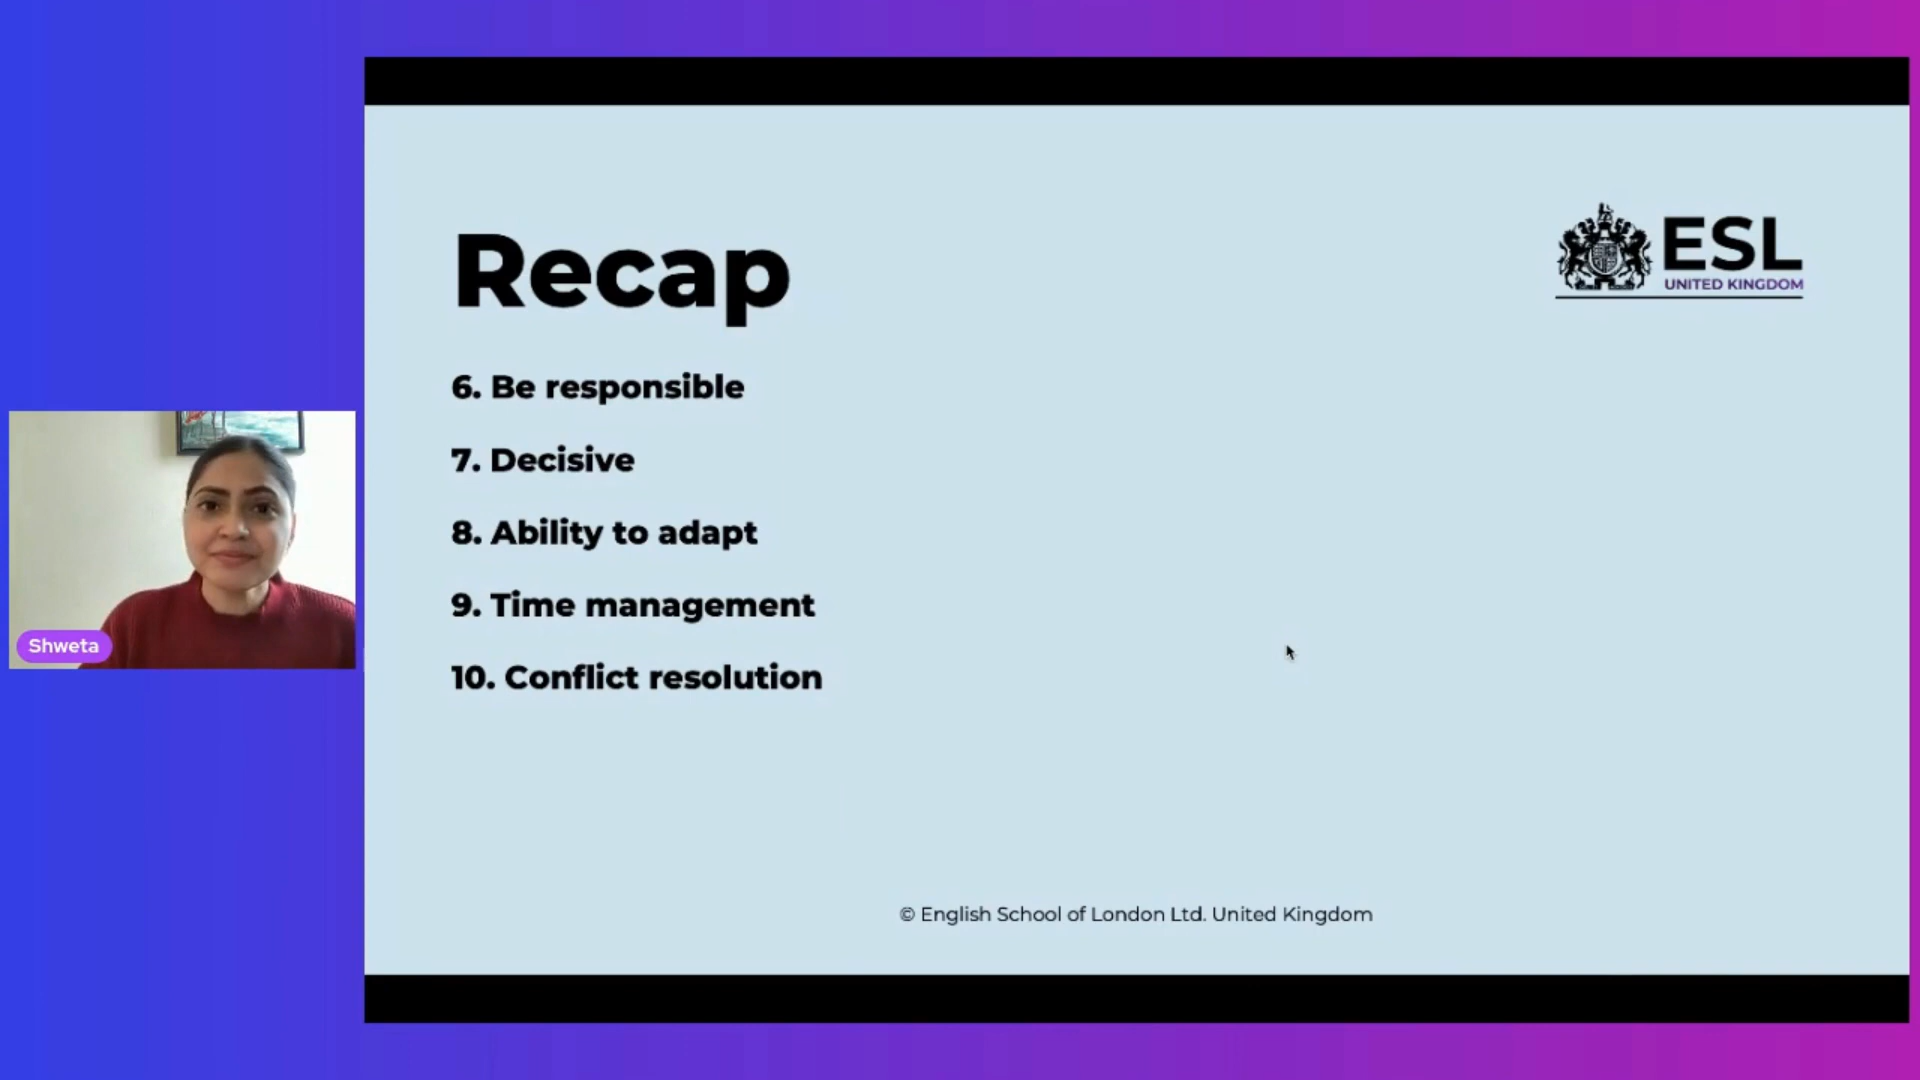 Recap
ESL
UNITED KINGDOM
6. Be responsible
7. Decisive
8. Ability to adapt
9. Time management
10. Conflict resolution
Shweta
© English School of London Ltd. United Kingdom